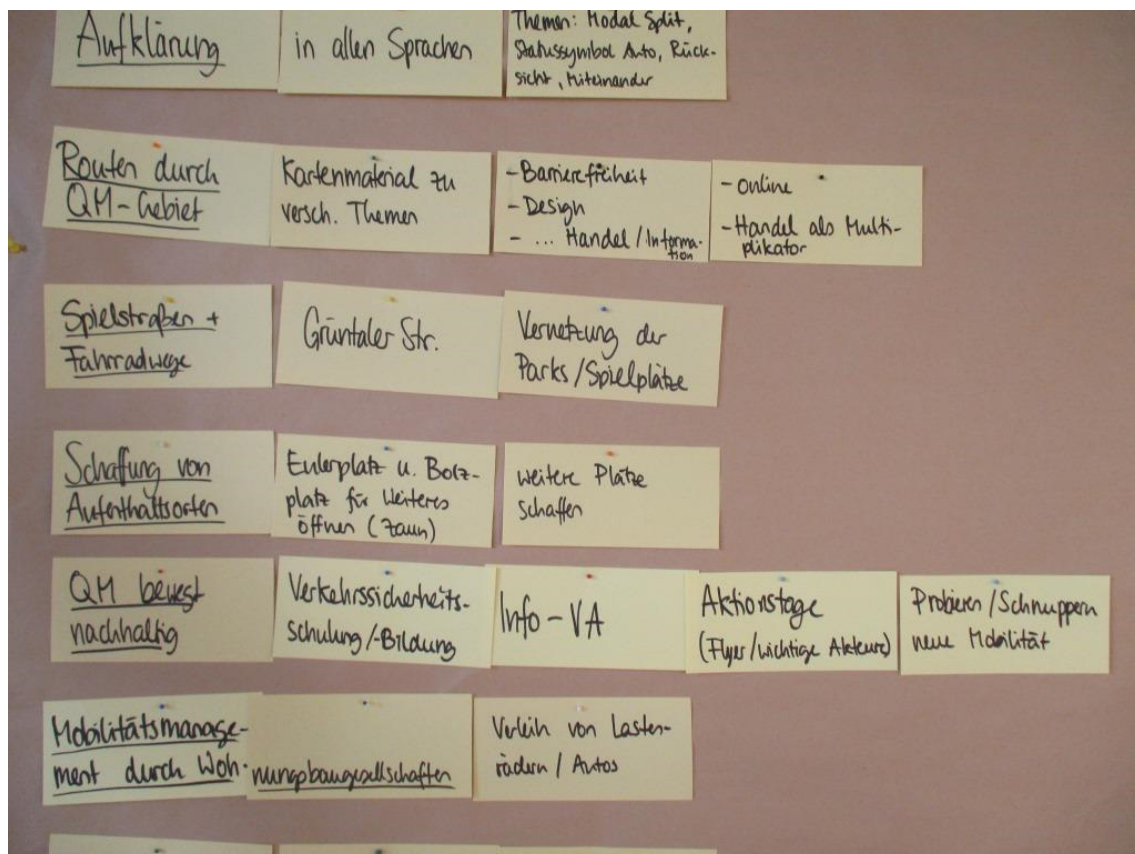 Aufklärung
in allen Sprachen
Themen: Modal Split,
Statussymbol Auto, Rück-
sicht, Miteinander
Routen durch
QM-Gebiet
Kartenmaterial zu
versch. Themen
- Barrierefreiheit
- Design
- ... Handel / Informa-
tion
- online
- Handel als Multi-
plikator
Spielstraßen +
Fahrradwege
Grüntaler Str.
Vernetzung der
Parks / Spielplätze
Schaffung von
Aufenthaltsorten
Eulerplatz u. Bolz-
platz für Weiteres
öffnen (Zaun)
weitere Plätze
schaffen
QM bewegt
nachhaltig
Verkehrssicherheits-
schulung /-Bildung
Info - VA
Aktionstage
(Flyer / wichtige Akteure)
Probieren / Schnuppern
neue Mobilität
Mobilitätsmanage-
ment durch Woh-
nungsbaugesellschaften
Verleih von Lasten-
rädern / Autos